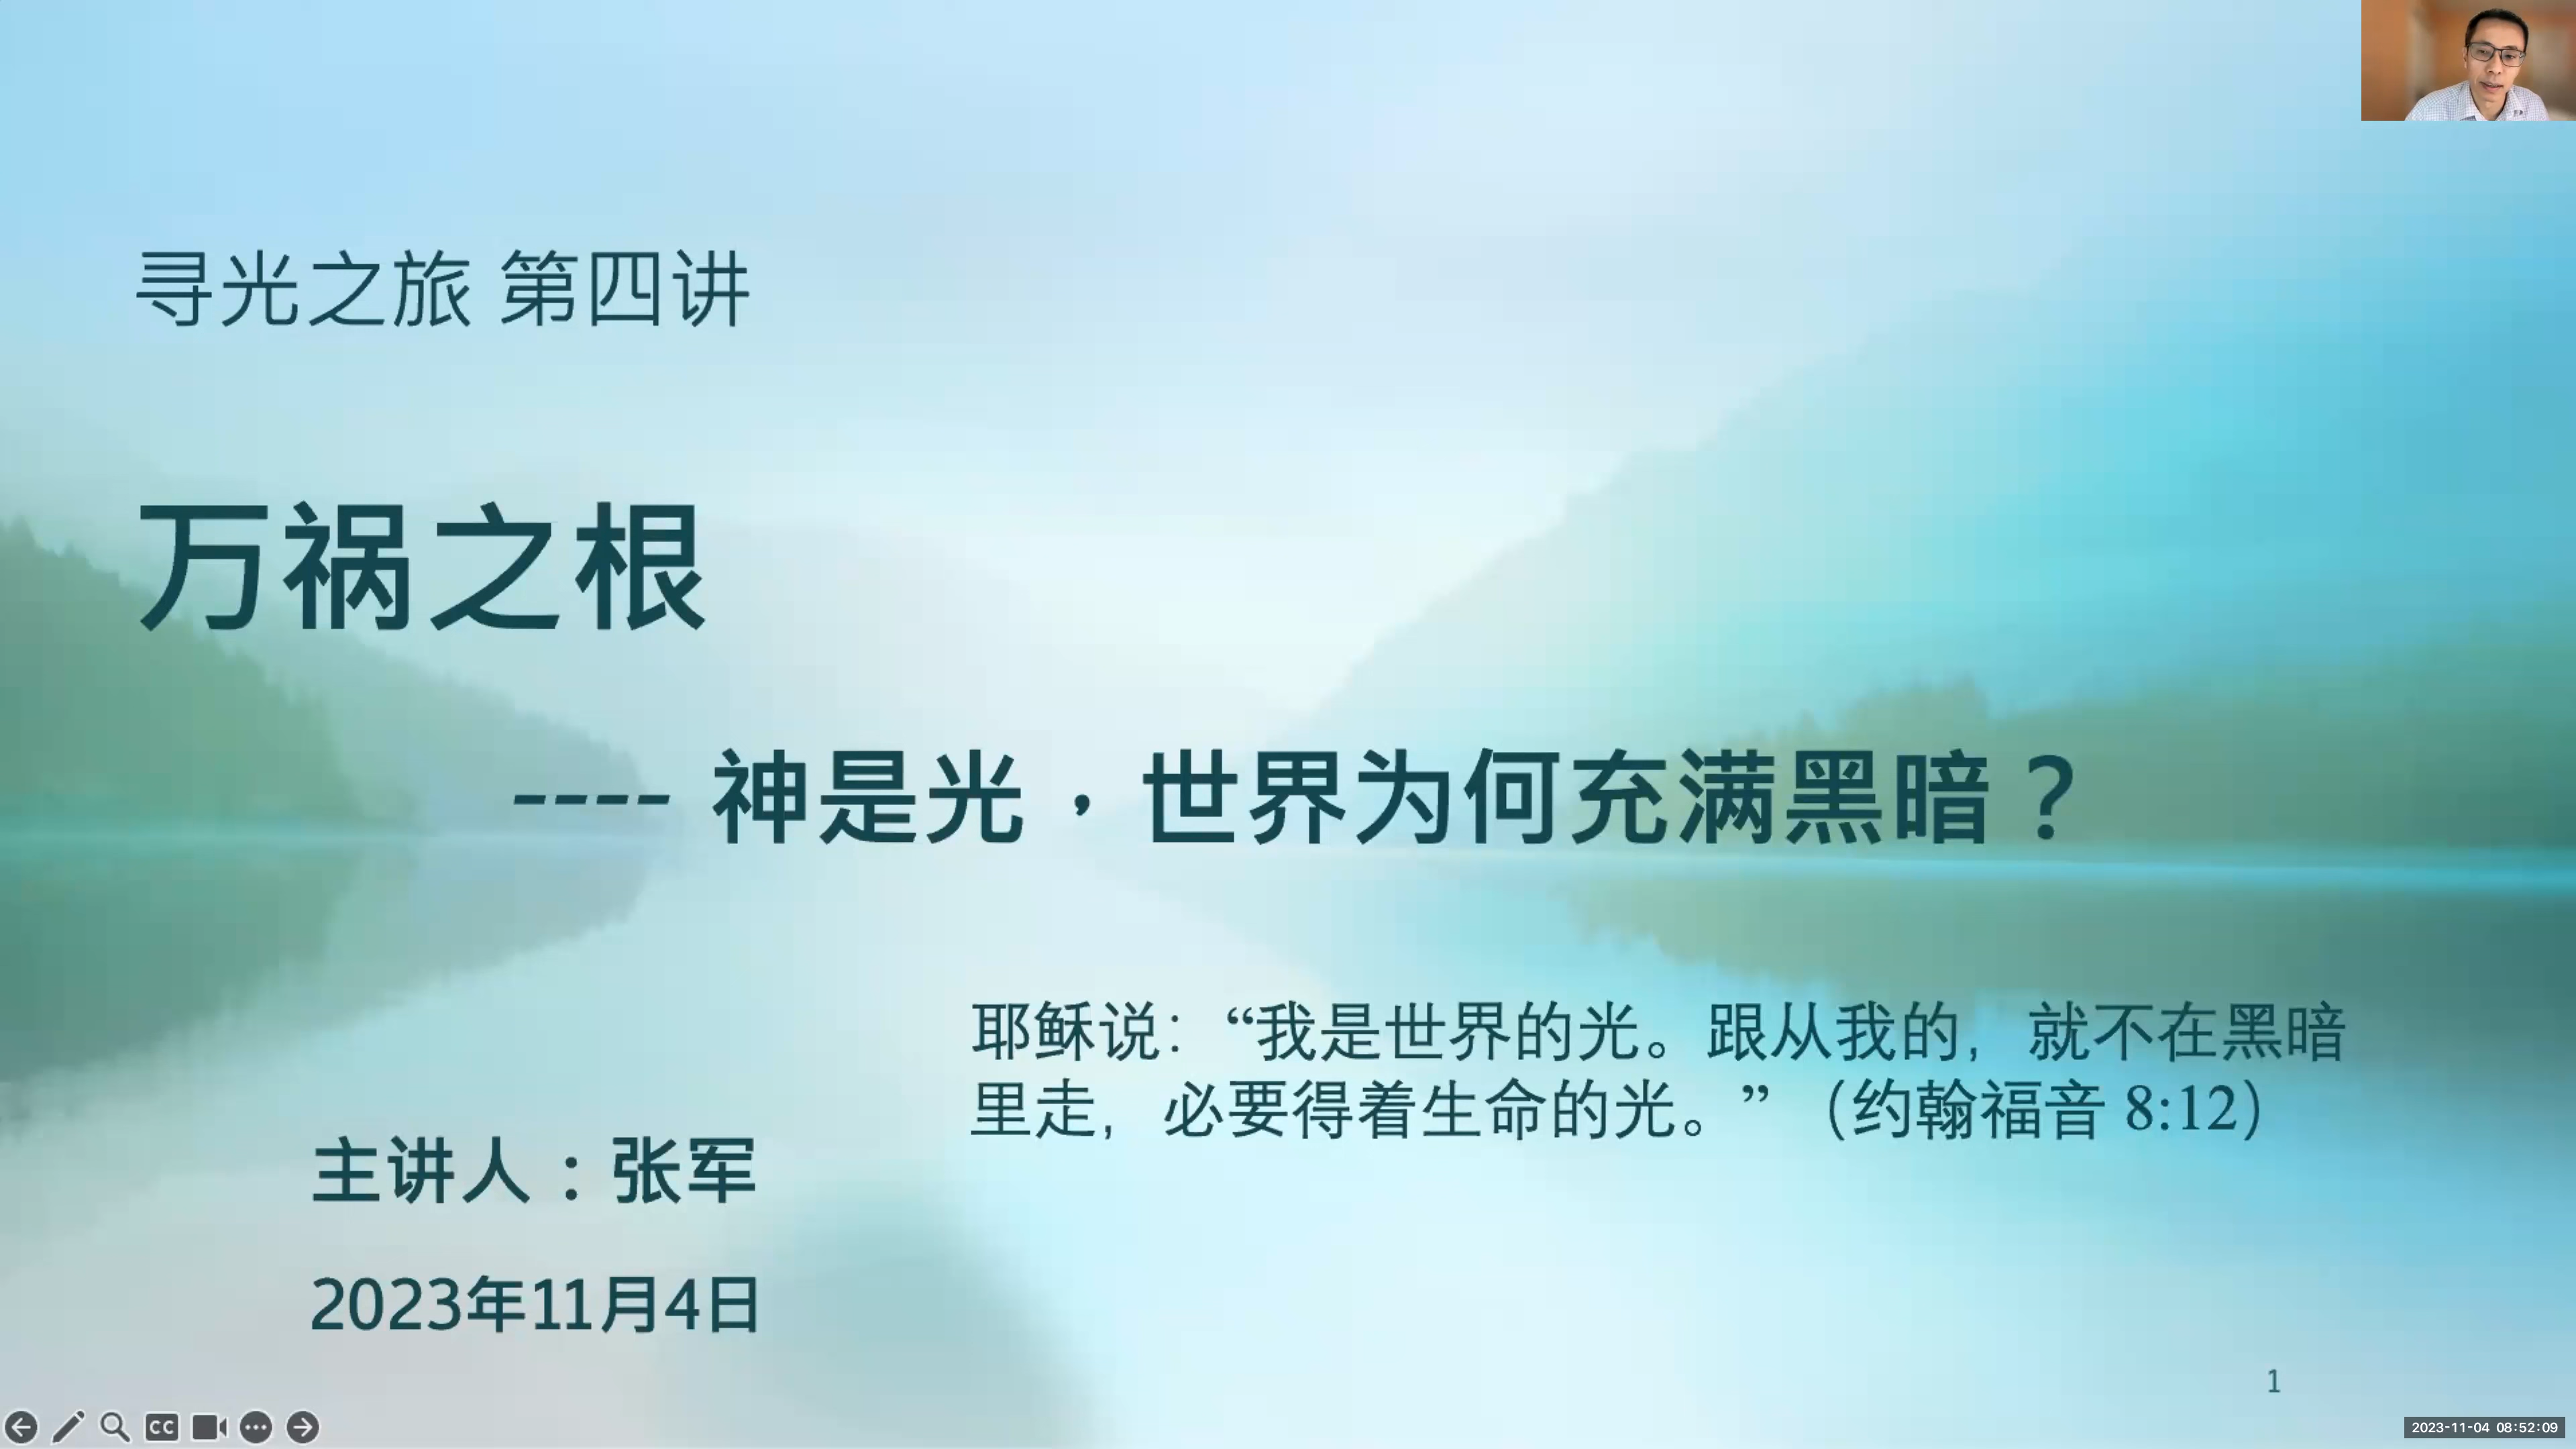 寻光之旅 第四讲
万祸之根
---- 神是光，世界为何充满黑暗？
耶稣说：“我是世界的光。跟从我的，就不在黑暗
里走，必要得着生命的光。”（约翰福音 8:12）
主讲人：张军
2023年11月4日
1
CC
2023-11-04 08:52:09